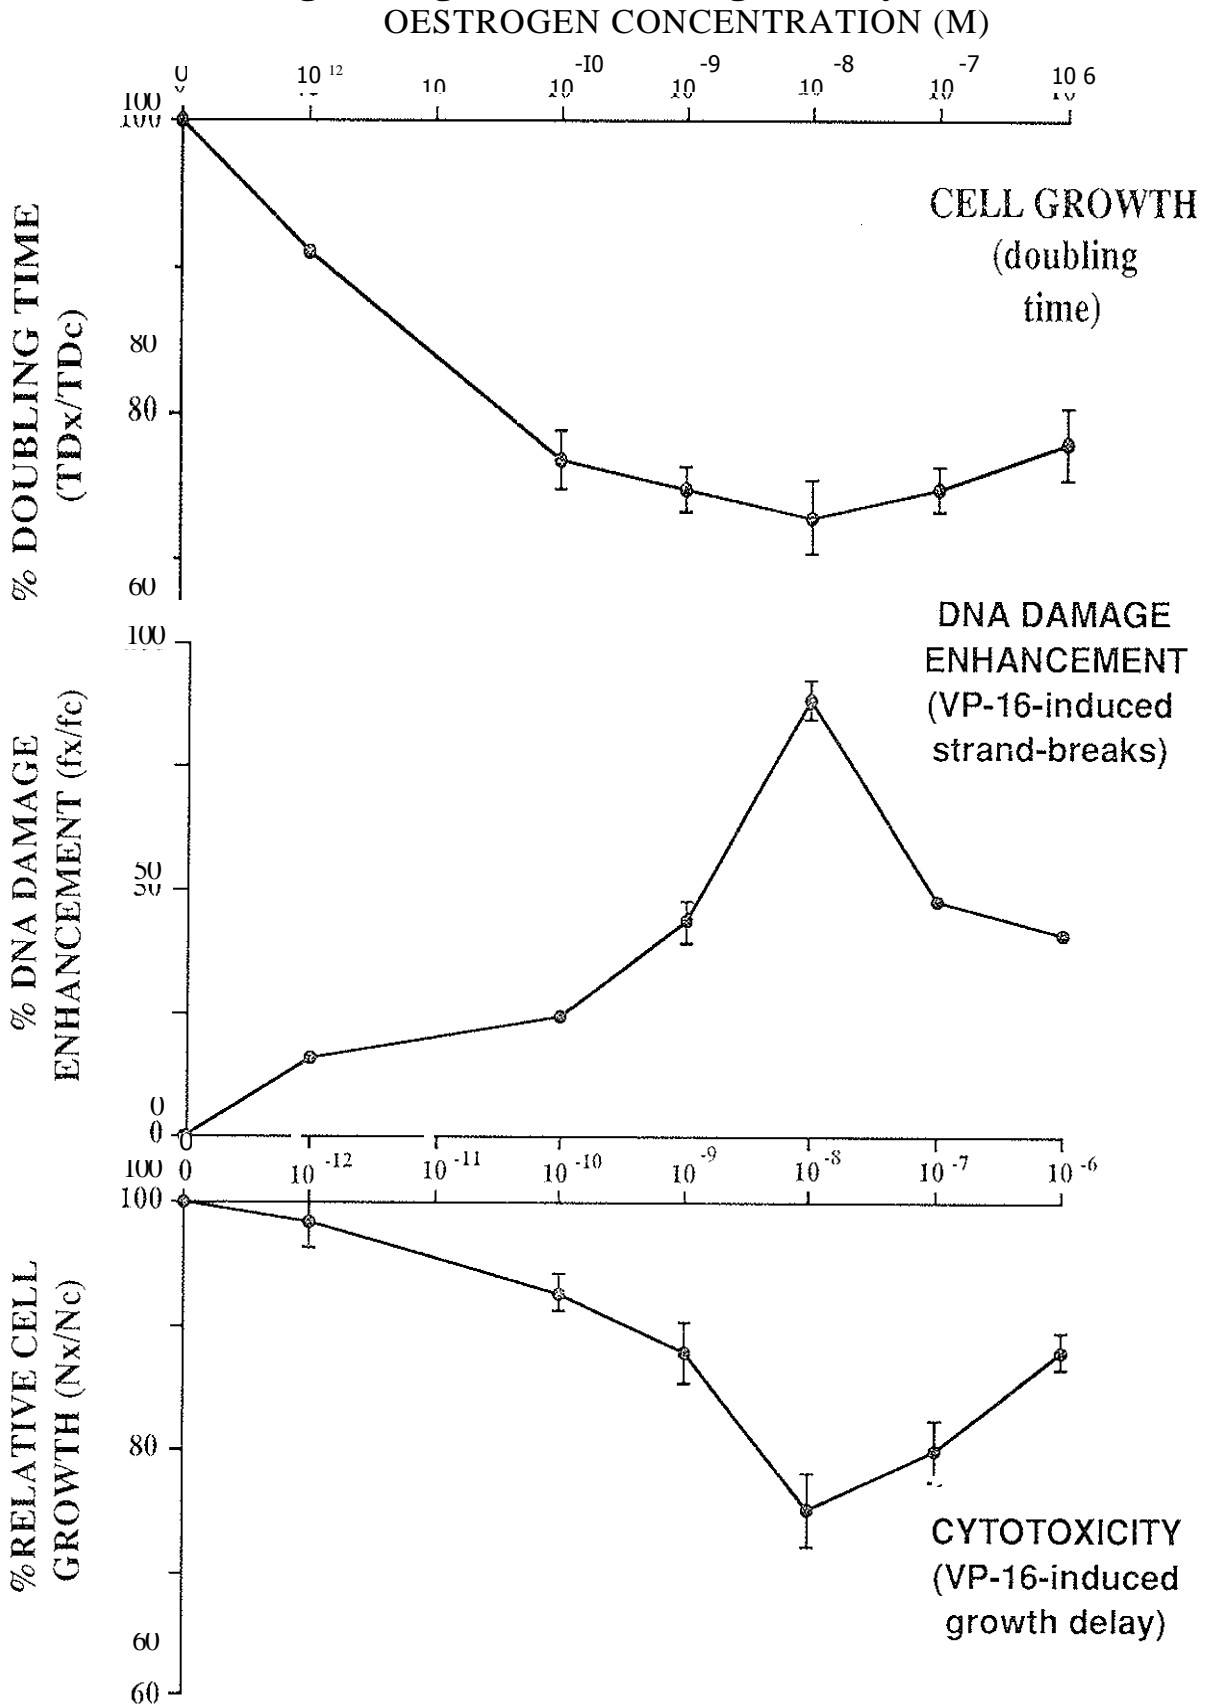 OESTROGEN CONCENTRATION (M)
0 10 12 10 10 -10 10 -9 10 -8 10 -7 10 6
100
100
CELL GROWTH
(doubling
time)
% DOUBLING TIME
(TDx/TDc)
80
80
60
DNA DAMAGE
ENHANCEMENT
(VP-16-induced
strand-breaks)
100
% DNA DAMAGE
ENHANCEMENT (fx/fc)
50
50
0
0
0
100 0 10 -12 10 -11 10 -10 10 -9 10 -8 10 -7 10 -6
100
%RELATIVE CELL
GROWTH (Nx/Nc)
80
CYTOTOXICITY
(VP-16-induced
growth delay)
60
60